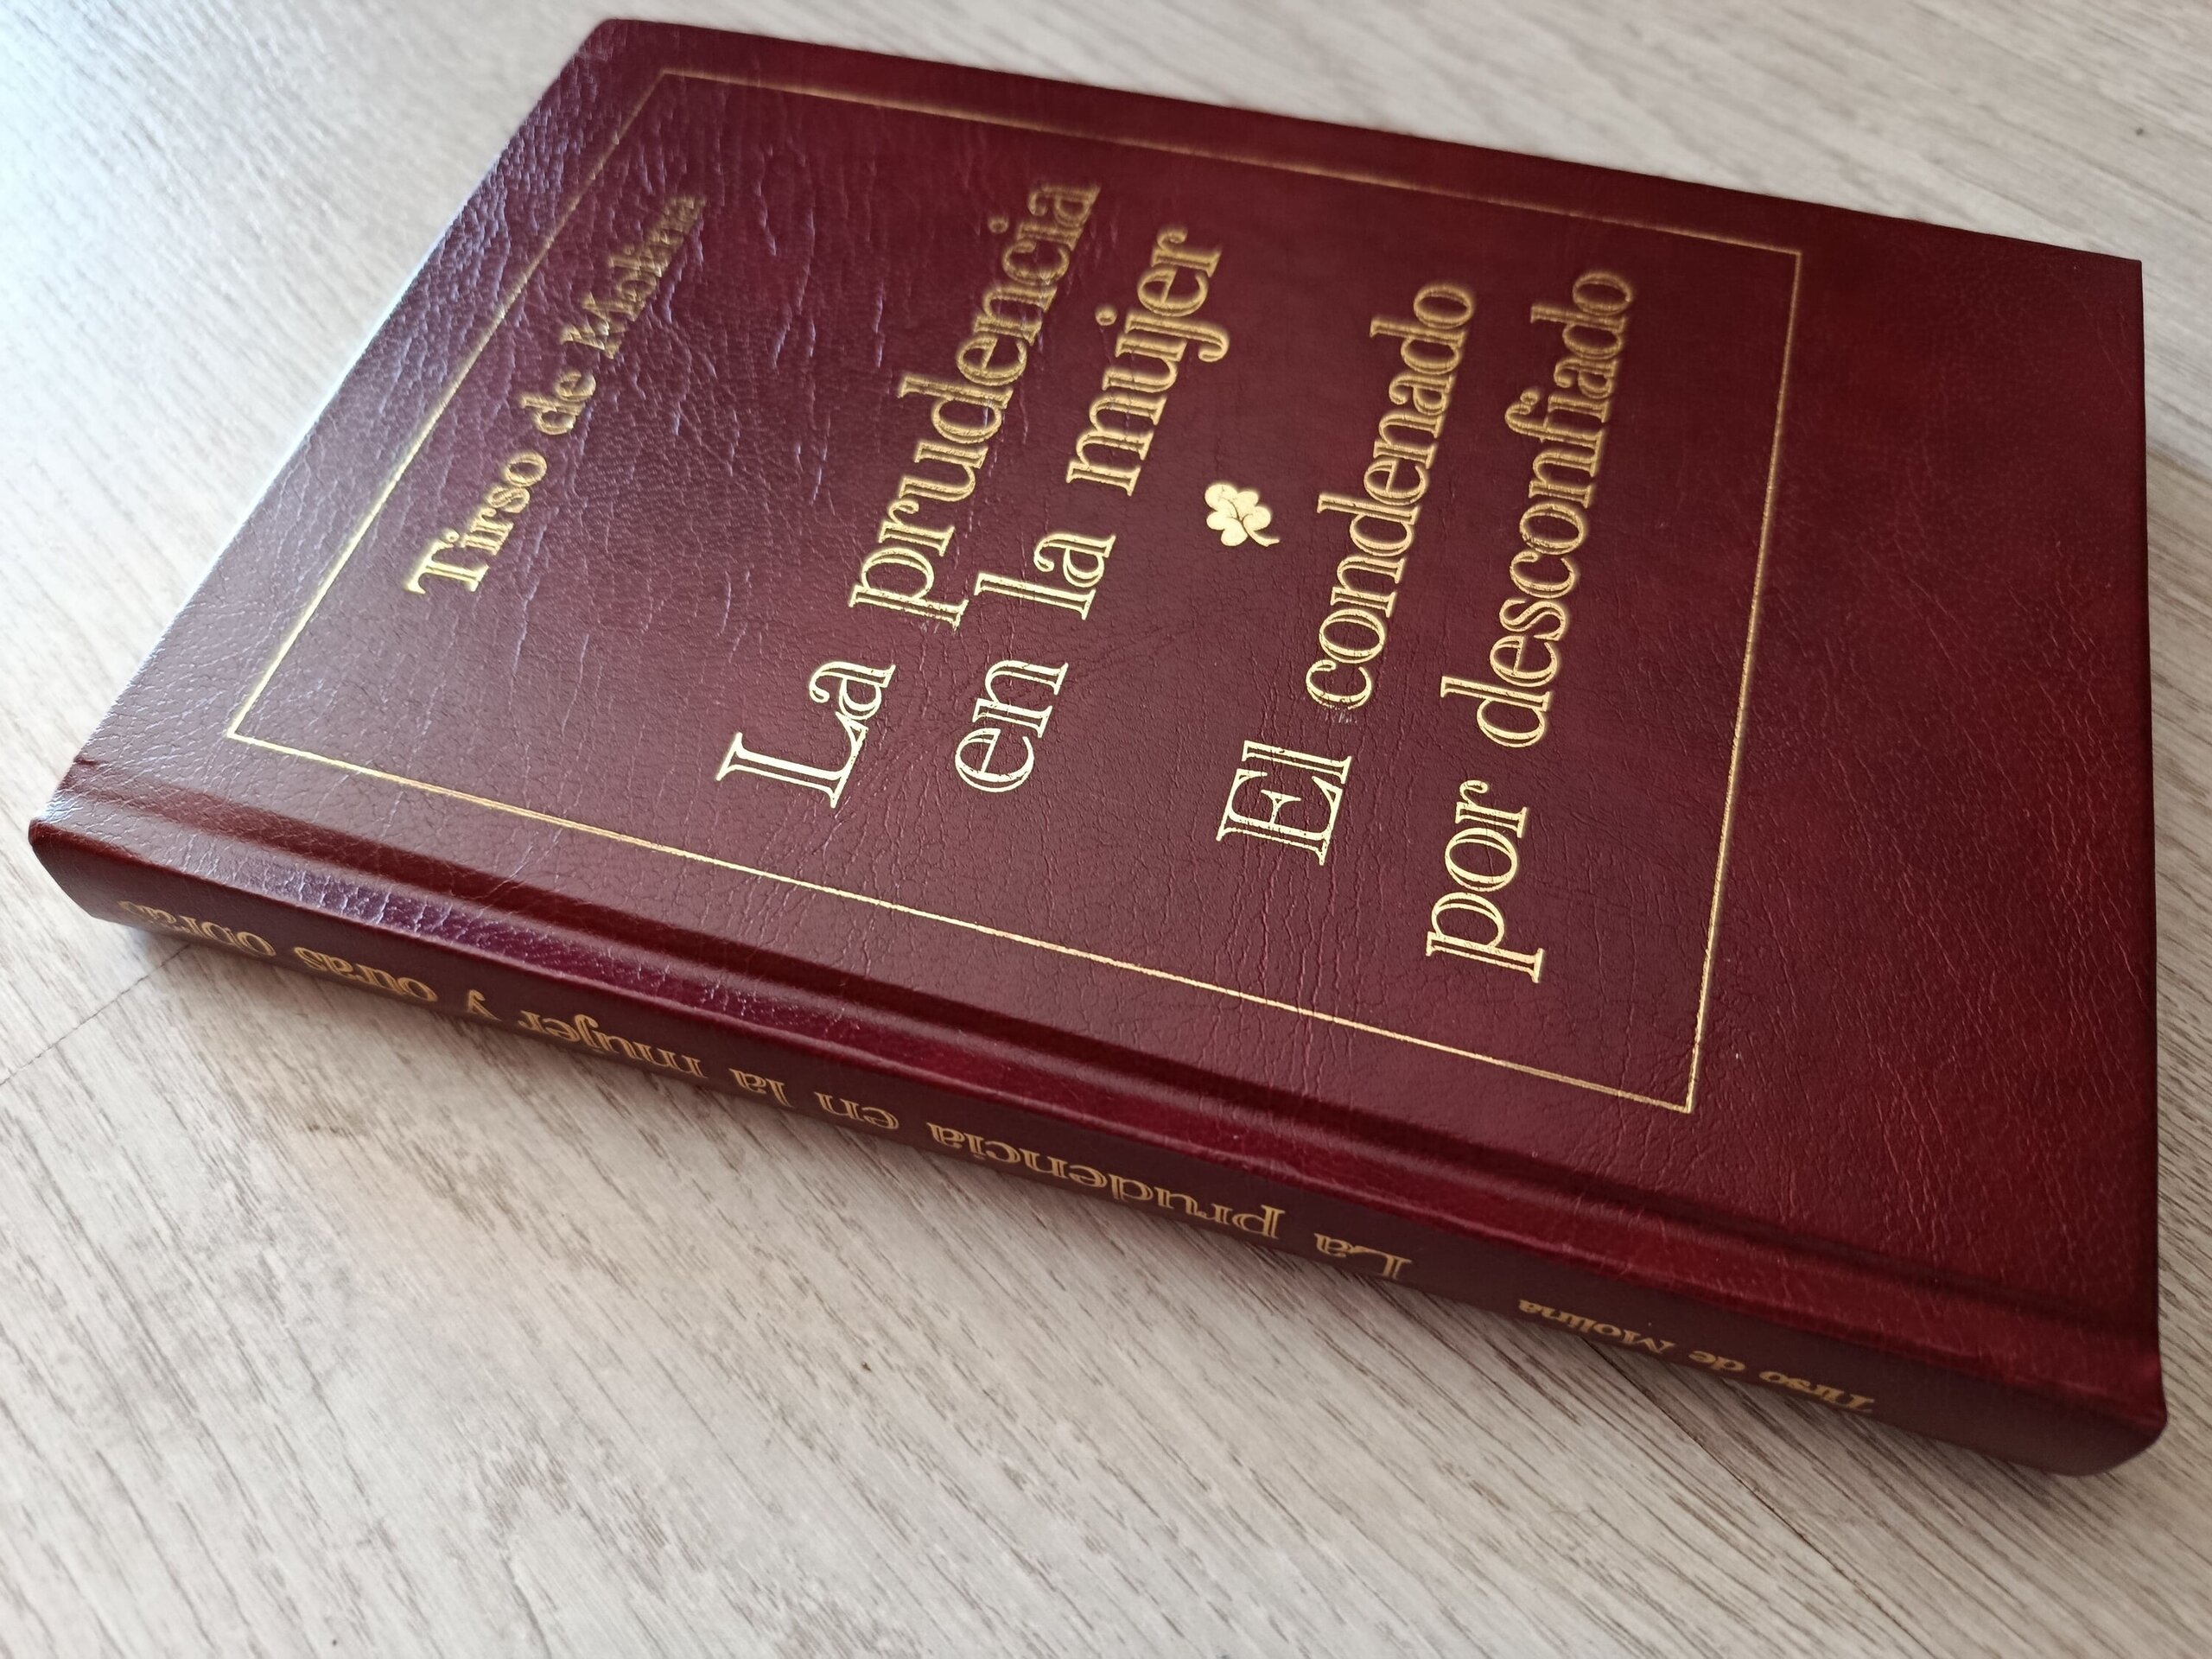 Tirso de Molina
La prudencia
en la mujer
El condenado
por desconfiado
Tirso de Molina La prudencia en la mujer y otras obras